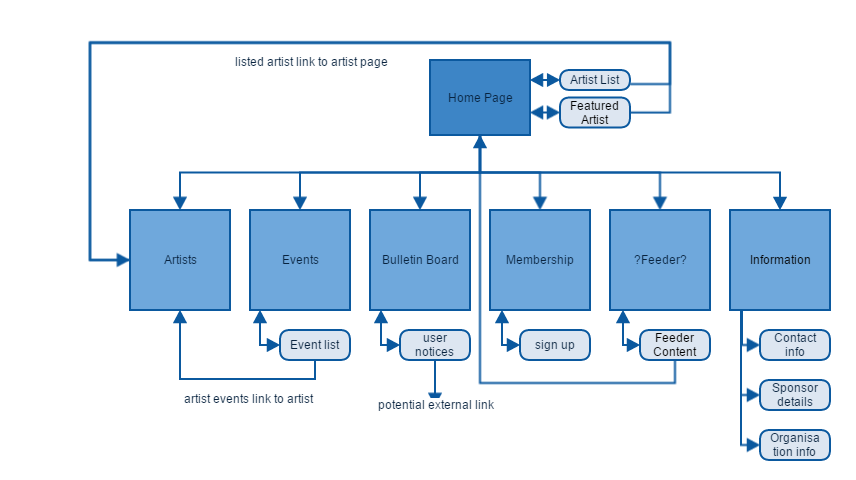 listed artist link to artist page
Home Page
Artist List
Featured
Artist
Artists
Events
Bulletin Board
Membership
?Feeder?
Information
Event list
user
notices
sign up
Feeder
Content
Contact
info
Sponsor
details
Organisa
tion info
artist events link to artist
potential external link